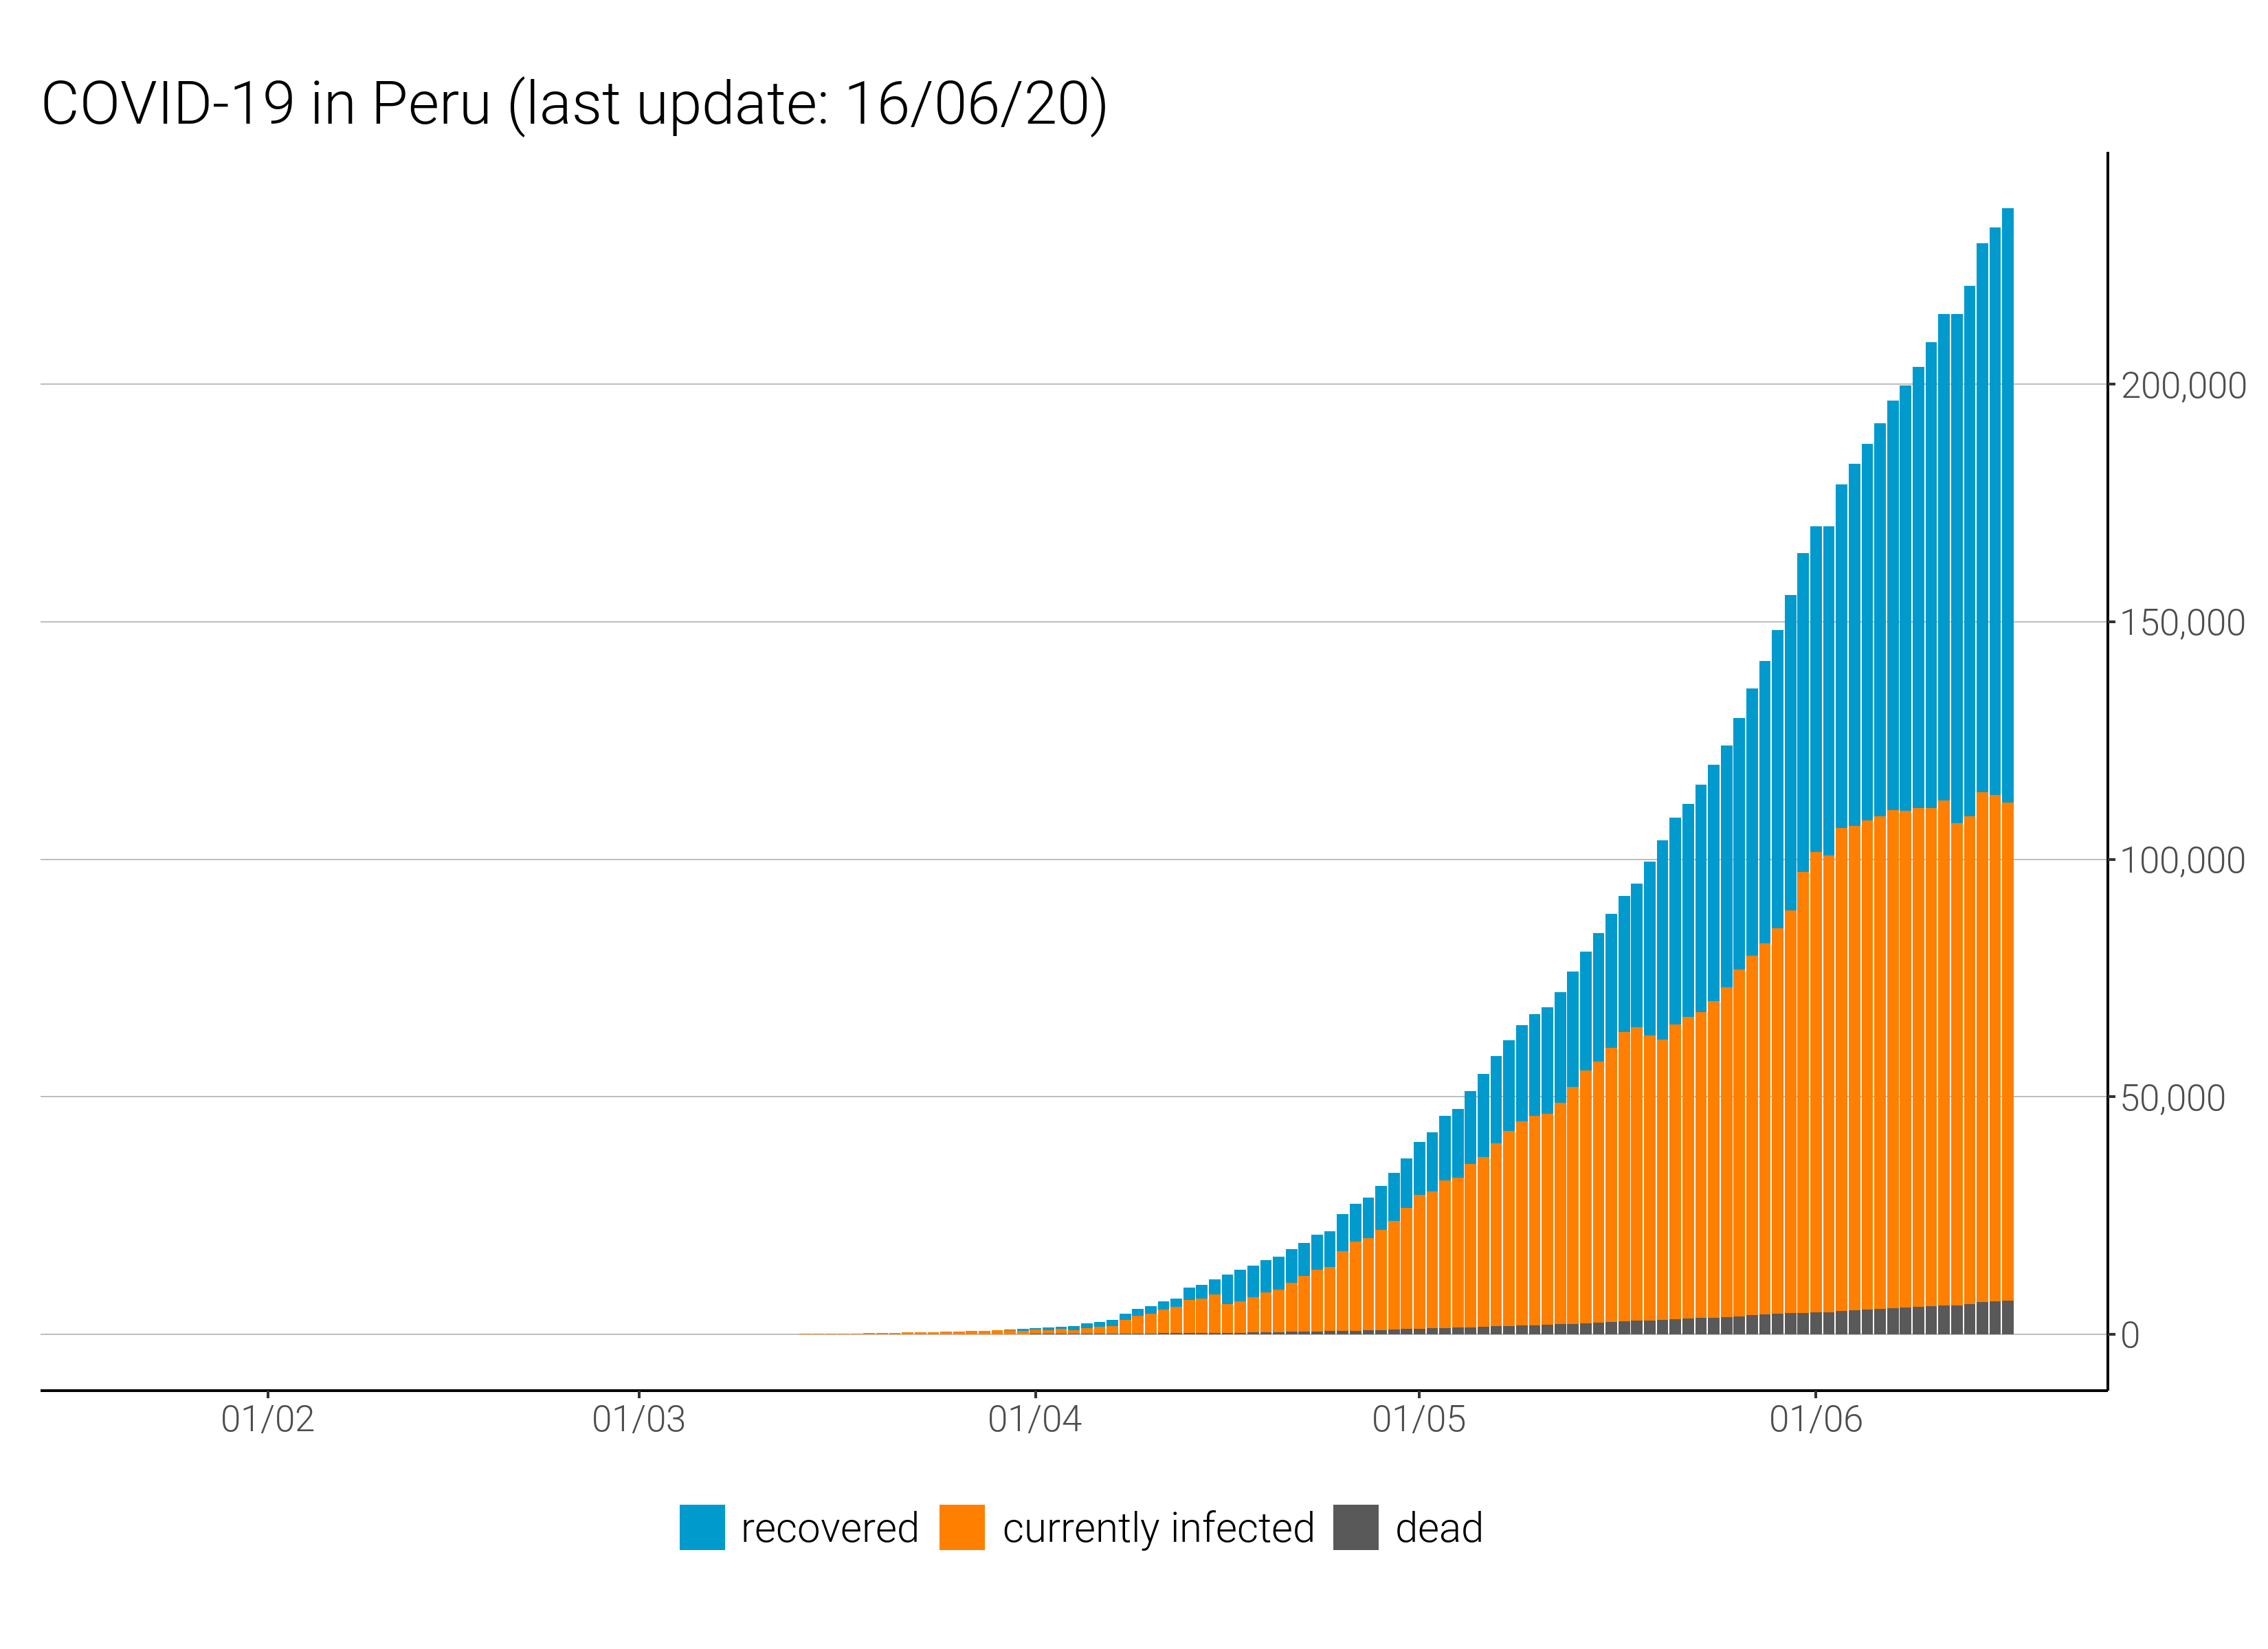 COVID-19 in Peru (last update: 16/06/20)
200,000
150,000
100,000
50,000
0
01/02 01/03 01/04 01/05 01/06
recovered currently infected dead